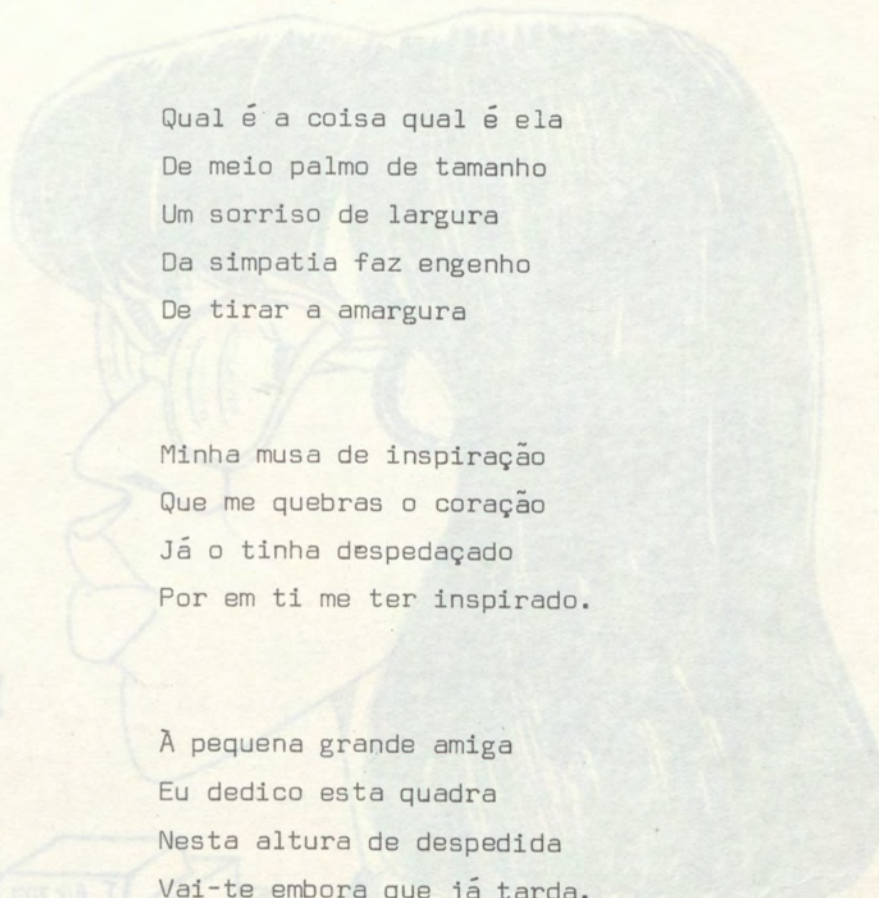 Qual é a coisa qual é ela
De meio palmo de tamanho
Um sorriso de largura
Da simpatia faz engenho
De tirar a amargura
Minha musa de inspiração
Que me quebras o coração
Já o tinha despedaçado
Por em ti me ter inspirado.
À pequena grande amiga
Eu dedico esta quadra
Nesta altura de despedida
Vai-te embora que já tarda.